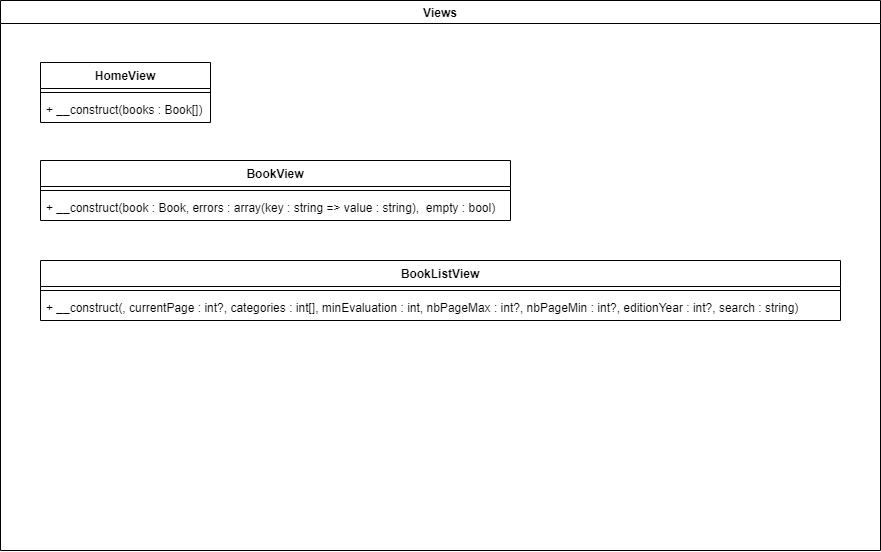 Views
HomeView
+ __construct(books : Book[])
BookView
+ __construct(book : Book, errors : array(key : string => value : string),  empty : bool)
BookListView
+ __construct(, currentPage : int?, categories : int[], minEvaluation : int, nbPageMax : int?, nbPageMin : int?, editionYear : int?, search : string)